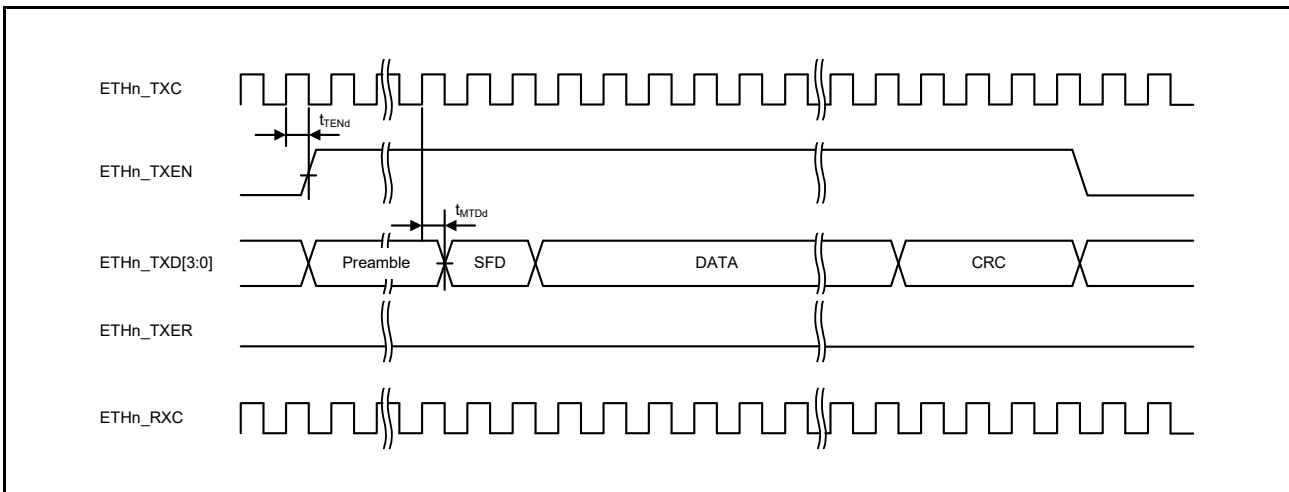 ETHn_TXC
tTENd
ETHn_TXEN
tMTDd
ETHn_TXD[3:0]
Preamble
SFD
DATA
CRC
ETHn_TXER
ETHn_RXC